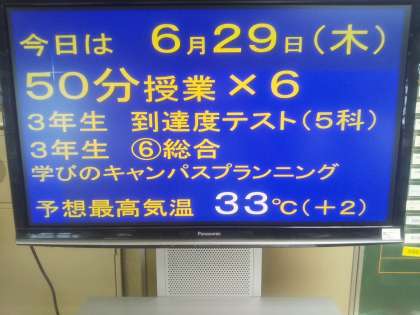 今日は 6月29日(木)
50分授業×6
3年生 到達度テスト(5科)
3年生 ⑥総合
学びのキャンパスプランニング
予想最高気温 33℃(+2)
Panasonic